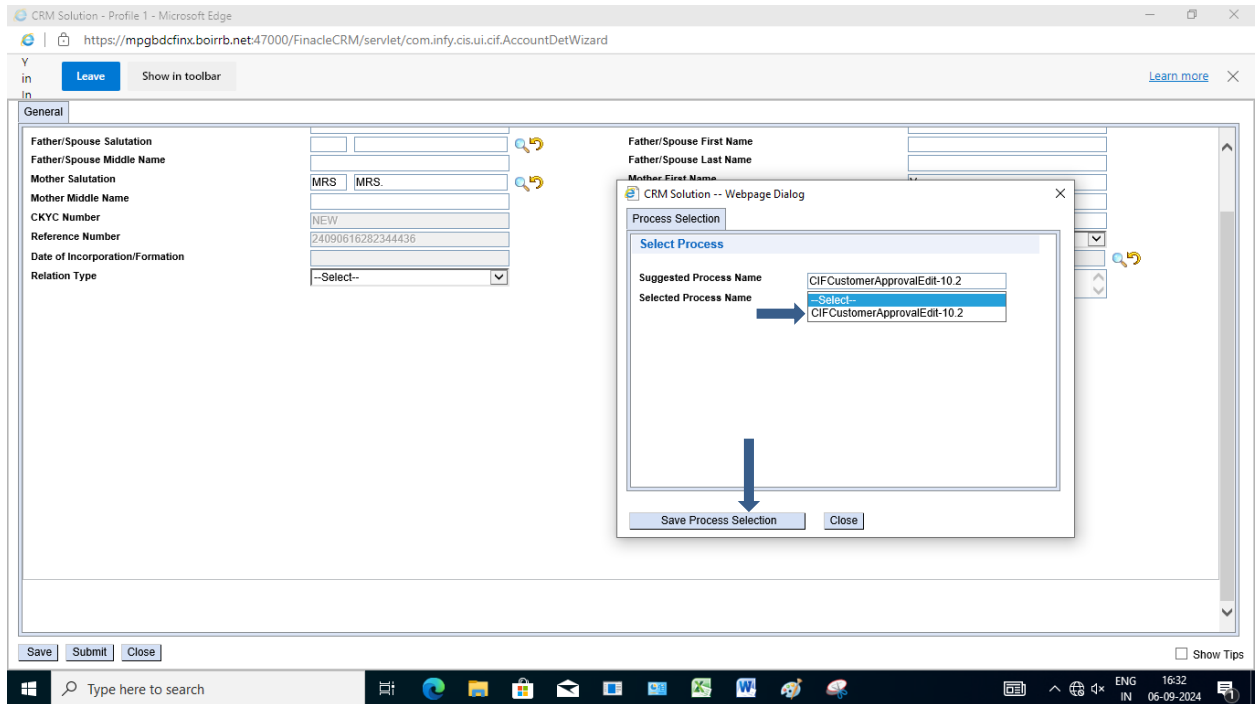 CRM Solution - Profile 1 - Microsoft Edge
https://mpgbdcfinx.boirrb.net:47000/FinacleCRM/servlet/com.infy.cis.ui.cif.AccountDetWizard
Y
in
In
Leave Show in toolbar Learn more
General
Father/Spouse Salutation Father/Spouse First Name
Father/Spouse Middle Name Father/Spouse Last Name
Mother Salutation MRS MRS. Mother First Name
Mother Middle Name
CKYC Number NEW
Reference Number 24090616282344436
Date of Incorporation/Formation
Relation Type --Select--
CRM Solution -- Webpage Dialog
Process Selection
Select Process
Suggested Process Name CIFCustomerApprovalEdit-10.2
Selected Process Name --Select--
CIFCustomerApprovalEdit-10.2
Save Process Selection Close
Save Submit Close Show Tips
Type here to search ENG 16:32
IN 06-09-2024 1